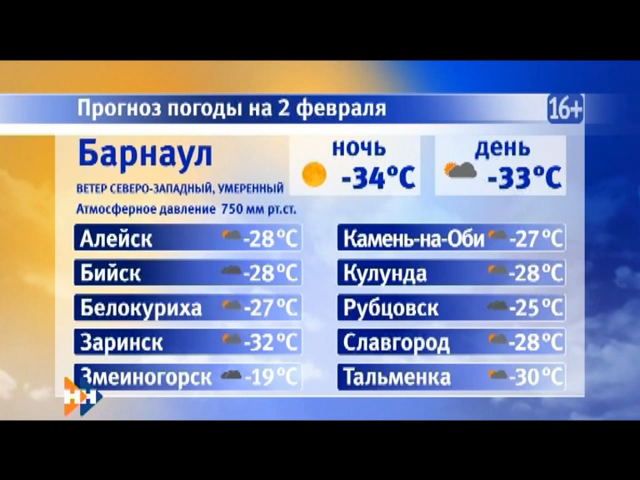 Прогноз погоды на 2 февраля
16+
Барнаул
ночь
-34°C
день
-33°C
ВЕТЕР СЕВЕРО-ЗАПАДНЫЙ, УМЕРЕННЫЙ
Атмосферное давление 750 мм рт.ст.
Алейск -28°C
Бийск -28°C
Белокуриха -27°C
Заринск -32°C
Змеиногорск -19°C
Камень-на-Оби -27°C
Кулунда -28°C
Рубцовск -25°C
Славгород -28°C
Тальменка -30°C
НН